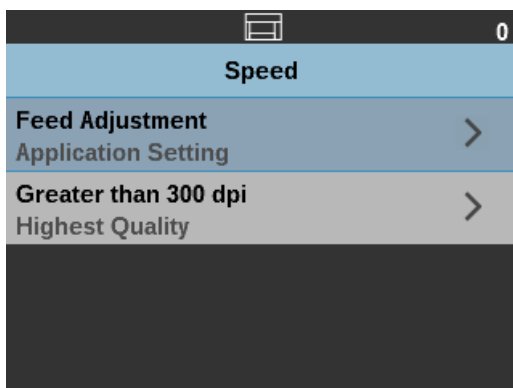 0
Speed
Feed Adjustment
Application Setting
Greater than 300 dpi
Highest Quality